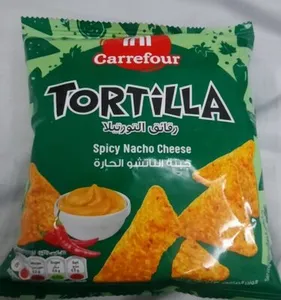 Carrefour
TORTILLA
رقائق التورتيلا
Spicy Nacho Cheese
جبنة الناتشو الحارة